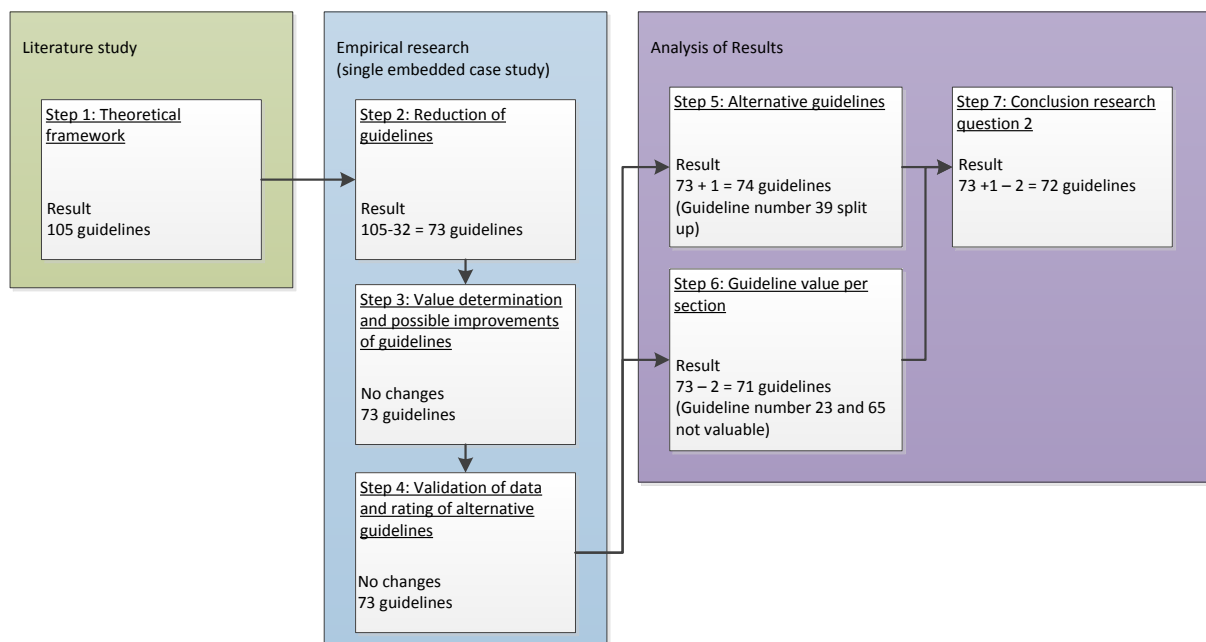 Literature study
Step 1: Theoretical
framework
Result
105 guidelines
Empirical research
(single embedded case study)
Step 2: Reduction of
guidelines
Result
105-32 = 73 guidelines
Step 3: Value determination
and possible improvements
of guidelines
No changes
73 guidelines
Step 4: Validation of data
and rating of alternative
guidelines
No changes
73 guidelines
Analysis of Results
Step 5: Alternative guidelines
Result
73 + 1 = 74 guidelines
(Guideline number 39 split
up)
Step 6: Guideline value per
section
Result
73 – 2 = 71 guidelines
(Guideline number 23 and 65
not valuable)
Step 7: Conclusion research
question 2
Result
73 +1 – 2 = 72 guidelines